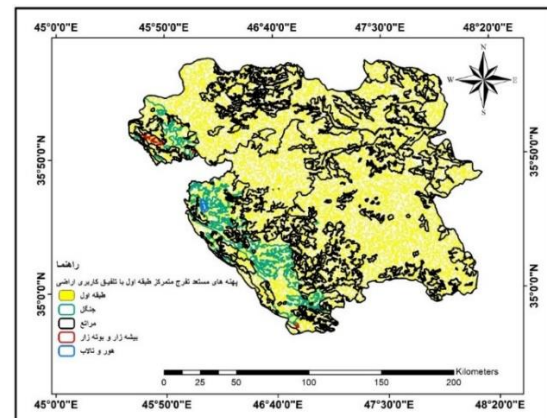 45°0'0"E 45°50'0"E 46°40'0"E 47°30'0"E 48°20'0"E
N
W E
S
35°50'0"N 35°50'0"N
35°0'0"N 35°0'0"N
راهنما
پهنه های مستعد تفرج متمرکز طبقه اول با تلفیق کاربری اراضی
طبقه اول
جنگل
مراتع
بیشه زار و بوته زار
هور و تالاب
Kilometers
0 25 50 100 150 200
45°0'0"E 45°50'0"E 46°40'0"E 47°30'0"E 48°20'0"E